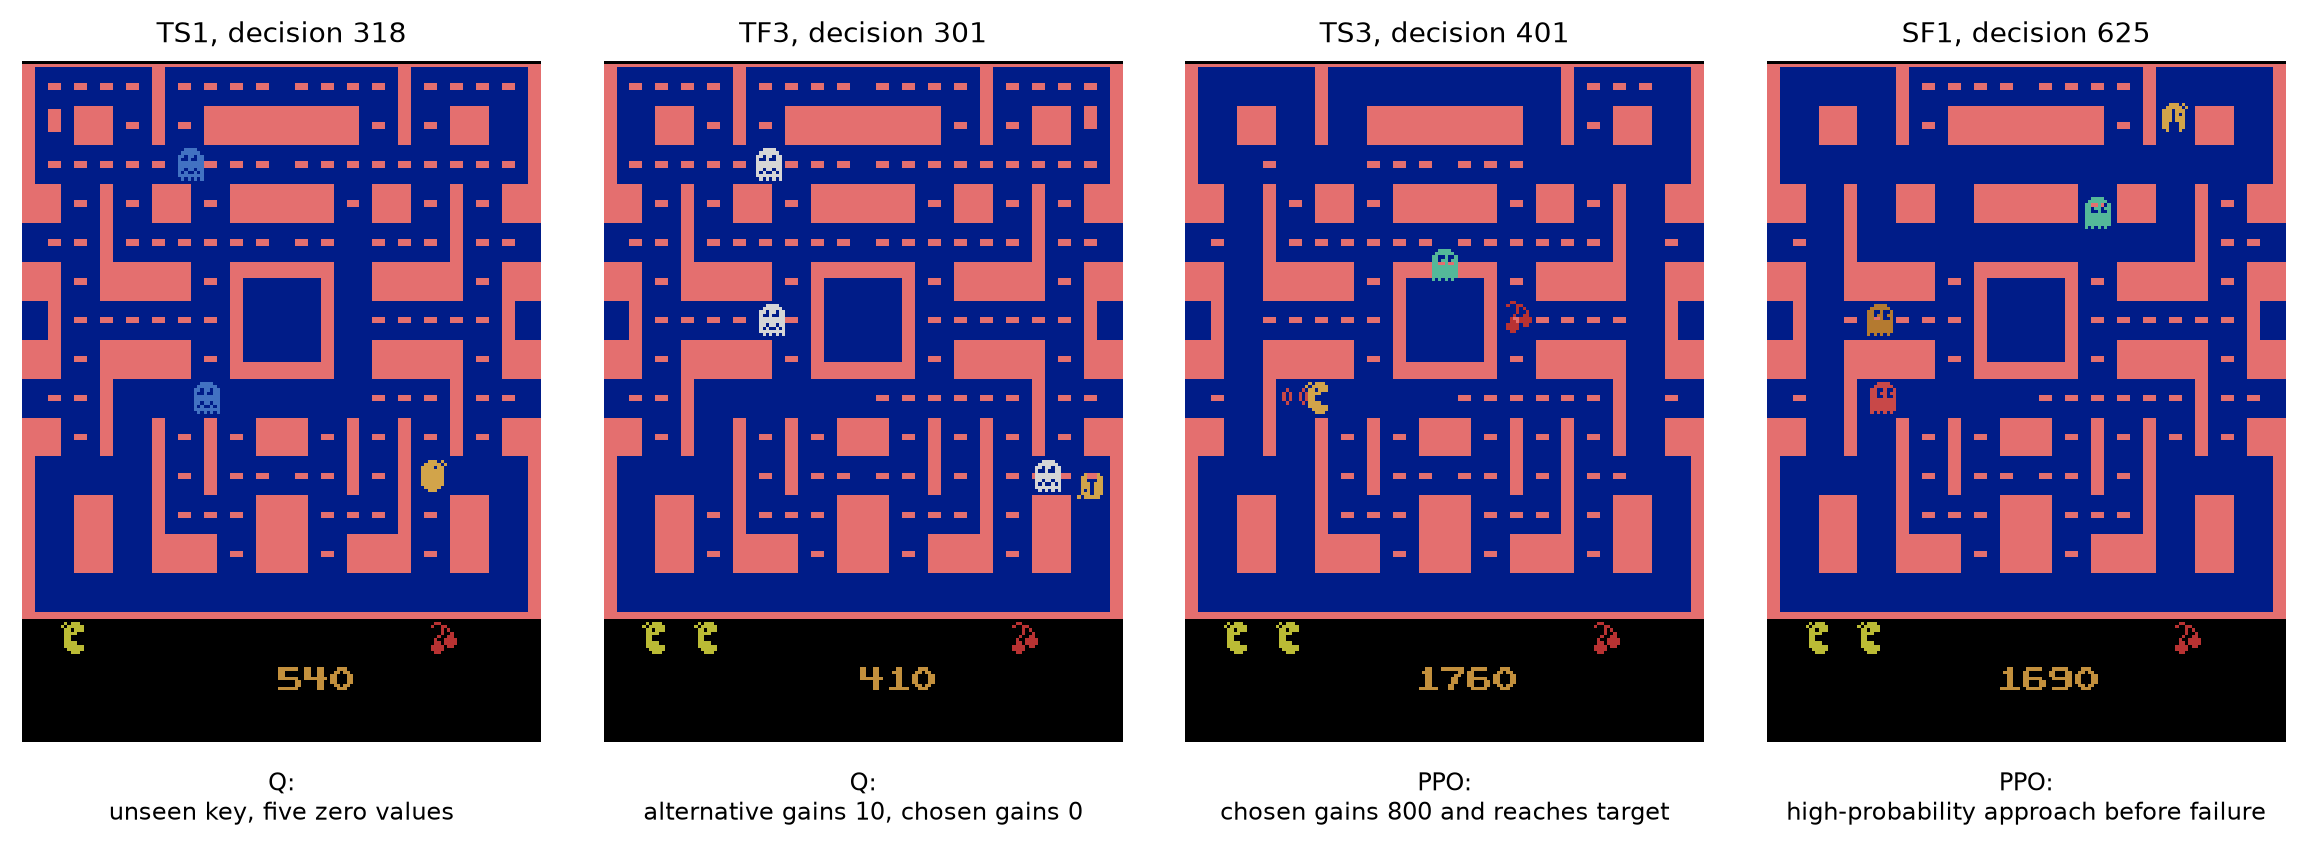 TS1, decision 318
TF3, decision 301
TS3, decision 401
SF1, decision 625
540
410
1760
1690
Q:
unseen key, five zero values
Q:
alternative gains 10, chosen gains 0
PPO:
chosen gains 800 and reaches target
PPO:
high-probability approach before failure